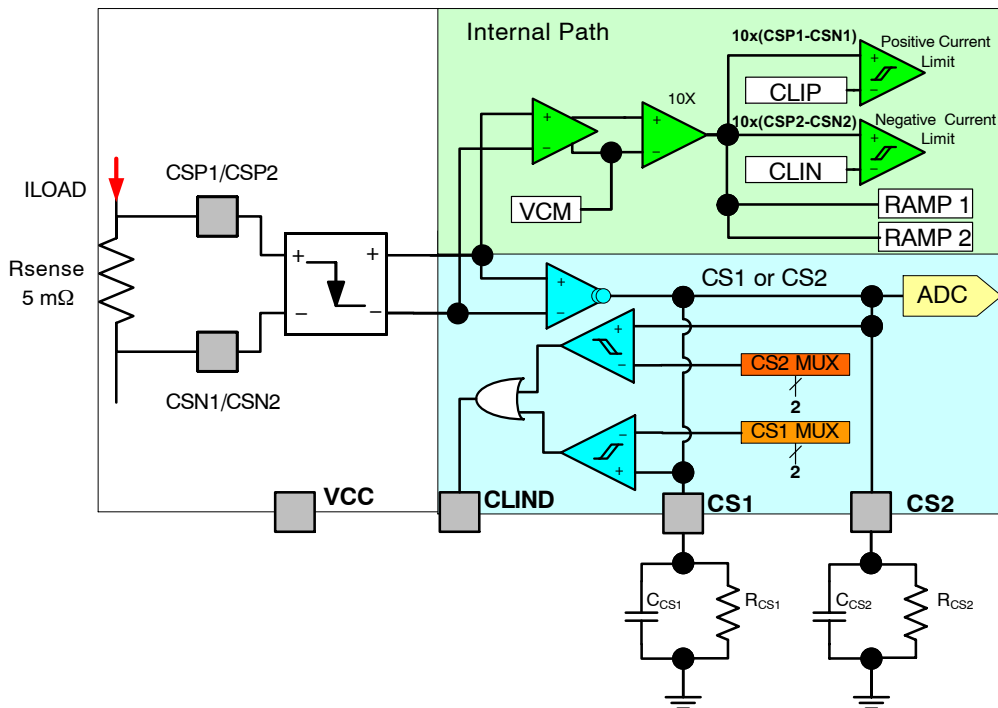 Internal Path
10x(CSP1-CSN1)
Positive Current
Limit
+
−
CLIP
10X
+
−
+
−
10x(CSP2-CSN2)
Negative Current
Limit
+
−
CLIN
VCM
RAMP 1
RAMP 2
ILOAD
CSP1/CSP2
Rsense
5 mΩ
+
−
+
−
CSN1/CSN2
+
−
CS1 or CS2
ADC
+
−
CS2 MUX
2
−
+
CS1 MUX
2
VCC
CLIND
CS1
CS2
CCS1
RCS1
CCS2
RCS2